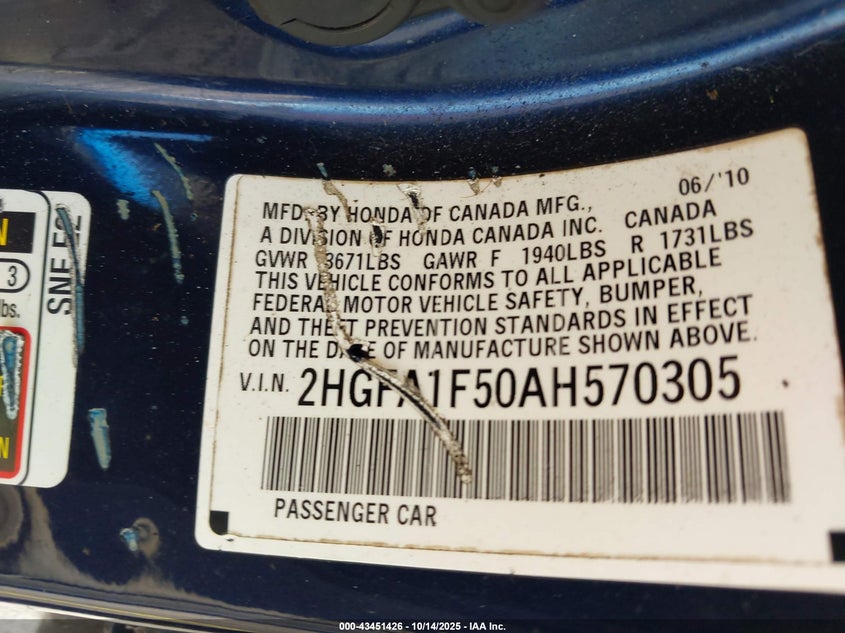 06/'10
MFD. BY HONDA OF CANADA MFG.,
A DIVISION OF HONDA CANADA INC. CANADA
GVWR 3671LBS GAWR F 1940LBS R 1731LBS
THIS VEHICLE CONFORMS TO ALL APPLICABLE
FEDERAL MOTOR VEHICLE SAFETY, BUMPER,
AND THEFT PREVENTION STANDARDS IN EFFECT
ON THE DATE OF MANUFACTURE SHOWN ABOVE.
V.I.N. 2HGFA1F50AH570305
PASSENGER CAR
N
3
lbs.
N
000-43451426 - 10/14/2025 - IAA Inc.